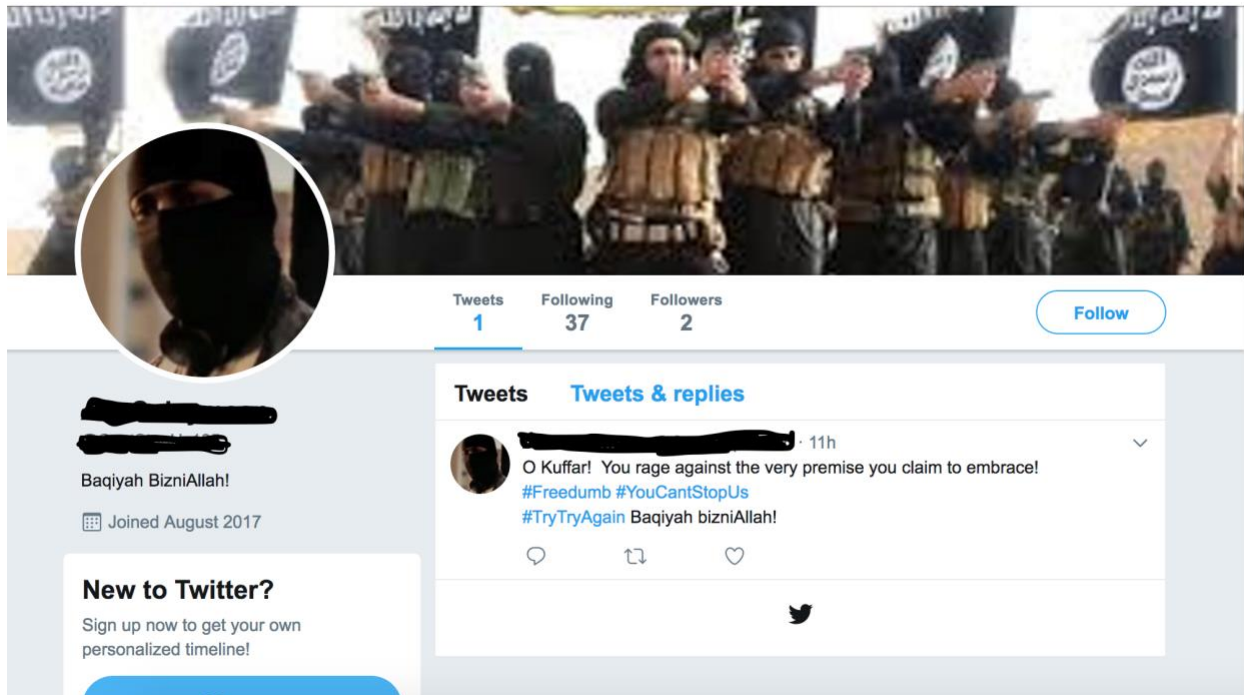 الله
رسول
Tweets
Following
Followers
1
37
2
Follow
Tweets
Tweets & replies
· 11h
O Kuffar! You rage against the very premise you claim to embrace!
#Freedumb #YouCantStopUs
#TryTryAgain Baqiyah bizniAllah!
Baqiyah BizniAllah!
Joined August 2017
New to Twitter?
Sign up now to get your own
personalized timeline!